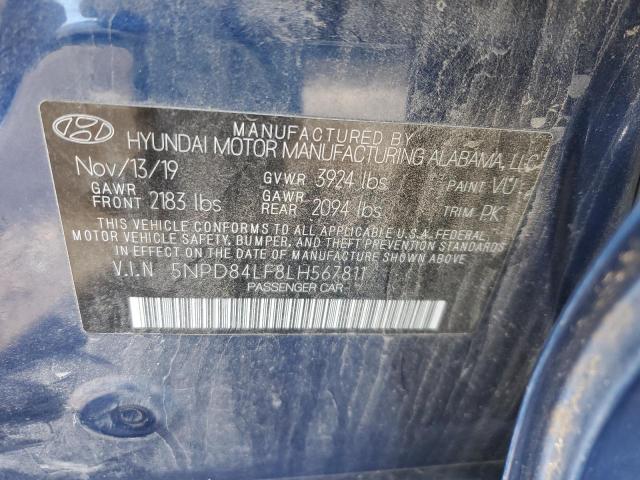 MANUFACTURED BY
HYUNDAI MOTOR MANUFACTURING ALABAMA, LLC
Nov/13/19 GVWR 3924 lbs PAINT VU
GAWR FRONT 2183 lbs GAWR REAR 2094 lbs TRIM PK
THIS VEHICLE CONFORMS TO ALL APPLICABLE U.S.A. FEDERAL
MOTOR VEHICLE SAFETY, BUMPER, AND THEFT PREVENTION STANDARDS
IN EFFECT ON THE DATE OF MANUFACTURE SHOWN ABOVE.
V.I.N 5NPD84LF8LH567811
PASSENGER CAR